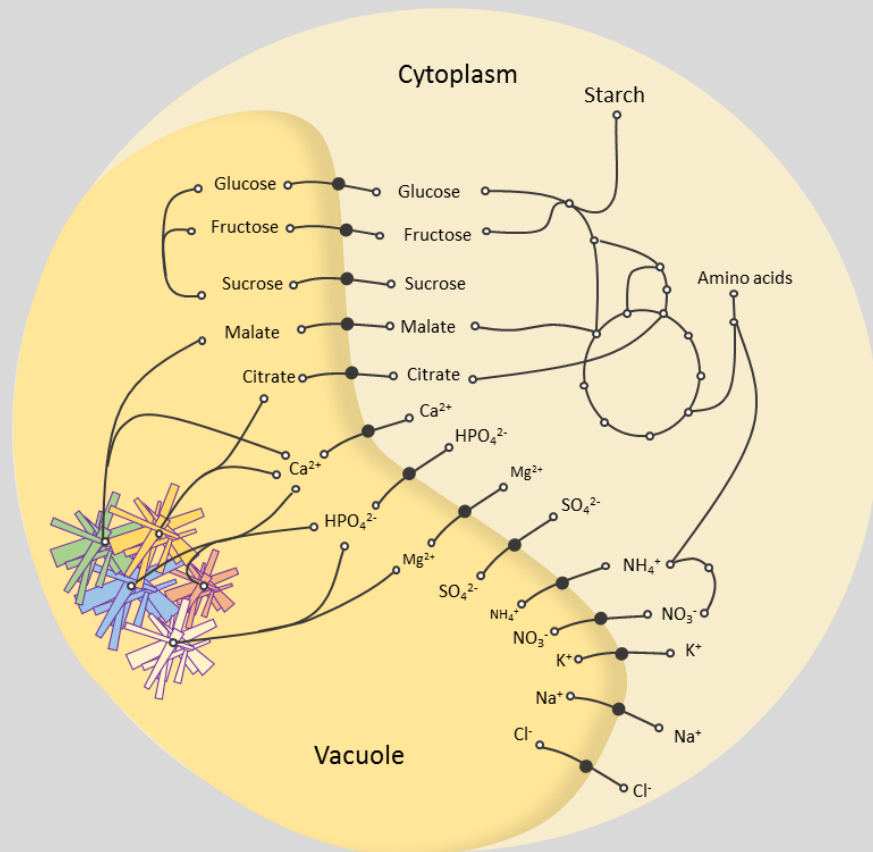 Cytoplasm
Starch
Glucose
Glucose
Fructose
Fructose
Amino acids
Sucrose
Sucrose
Malate
Malate
Citrate
Citrate
Ca²⁺
HPO₄²⁻
Ca²⁺
Mg²⁺
SO₄²⁻
HPO₄²⁻
Mg²⁺
NH₄⁺
SO₄²⁻
NH₄⁺
NO₃⁻
NO₃⁻
K⁺
K⁺
Na⁺
Cl⁻
Na⁺
Vacuole
Cl⁻